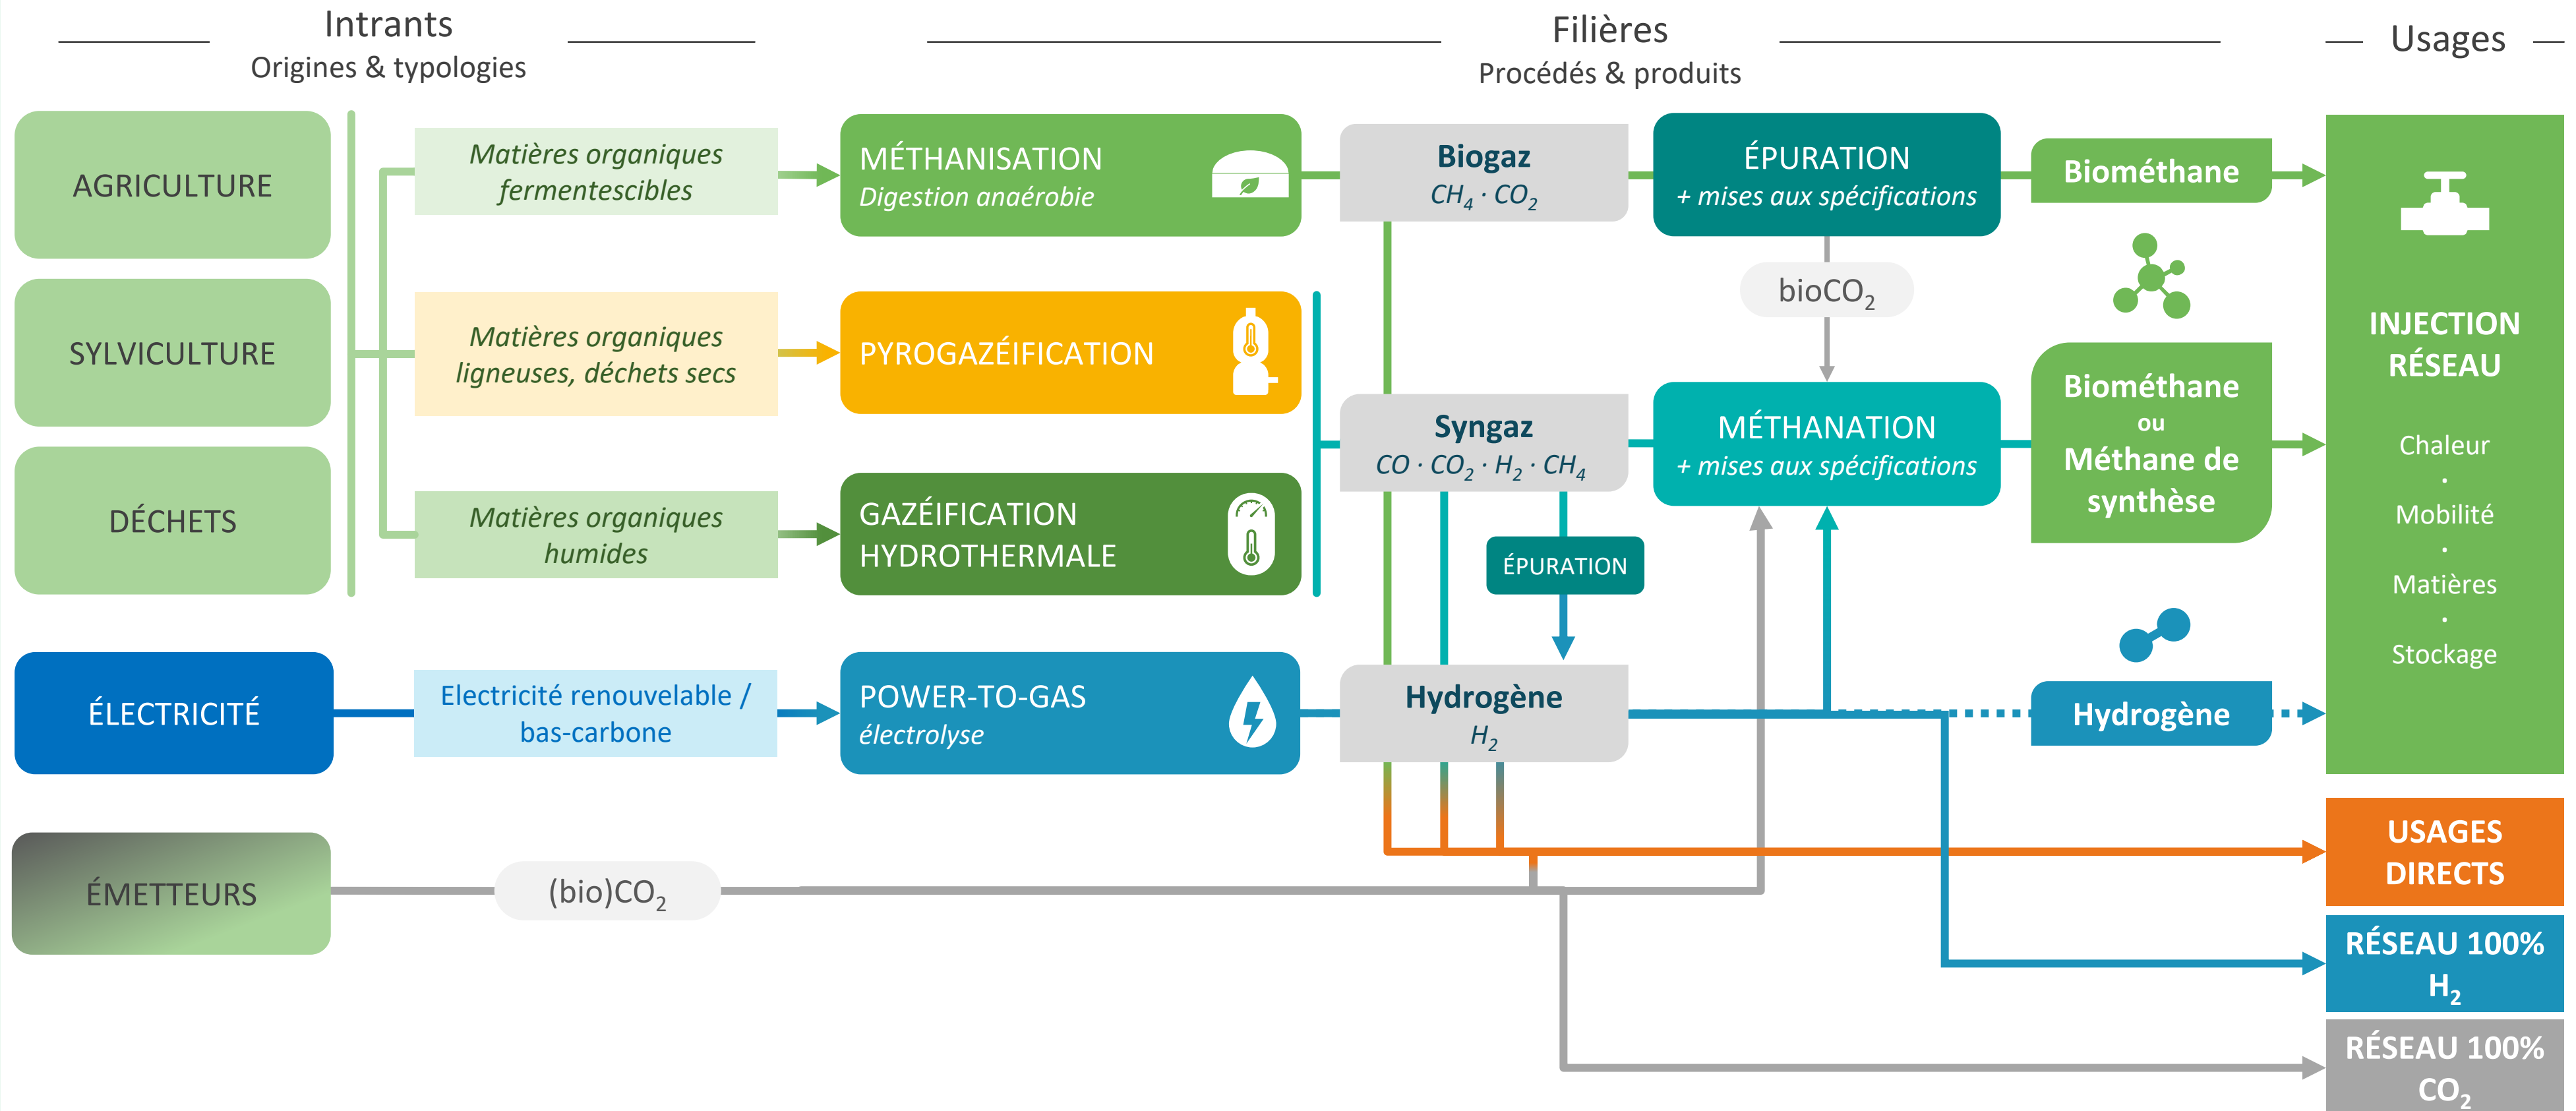 Intrants
Origines & typologies
Filières
Procédés & produits
Usages
AGRICULTURE
SYLVICULTURE
DÉCHETS
ÉLECTRICITÉ
ÉMETTEURS
Matières organiques
fermentescibles
Matières organiques
ligneuses, déchets secs
Matières organiques
humides
Electricité renouvelable /
bas-carbone
(bio)CO₂
MÉTHANISATION
Digestion anaérobie
PYROGAZÉIFICATION
GAZÉIFICATION
HYDROTHERMALE
POWER-TO-GAS
électrolyse
Biogaz
CH₄ · CO₂
Syngaz
CO · CO₂ · H₂ · CH₄
ÉPURATION
Hydrogène
H₂
ÉPURATION
+ mises aux spécifications
bioCO₂
MÉTHANATION
+ mises aux spécifications
Biométhane
Biométhane
ou
Méthane de
synthèse
Hydrogène
INJECTION
RÉSEAU
Chaleur
·
Mobilité
·
Matières
·
Stockage
USAGES
DIRECTS
RÉSEAU 100%
H₂
RÉSEAU 100%
CO₂